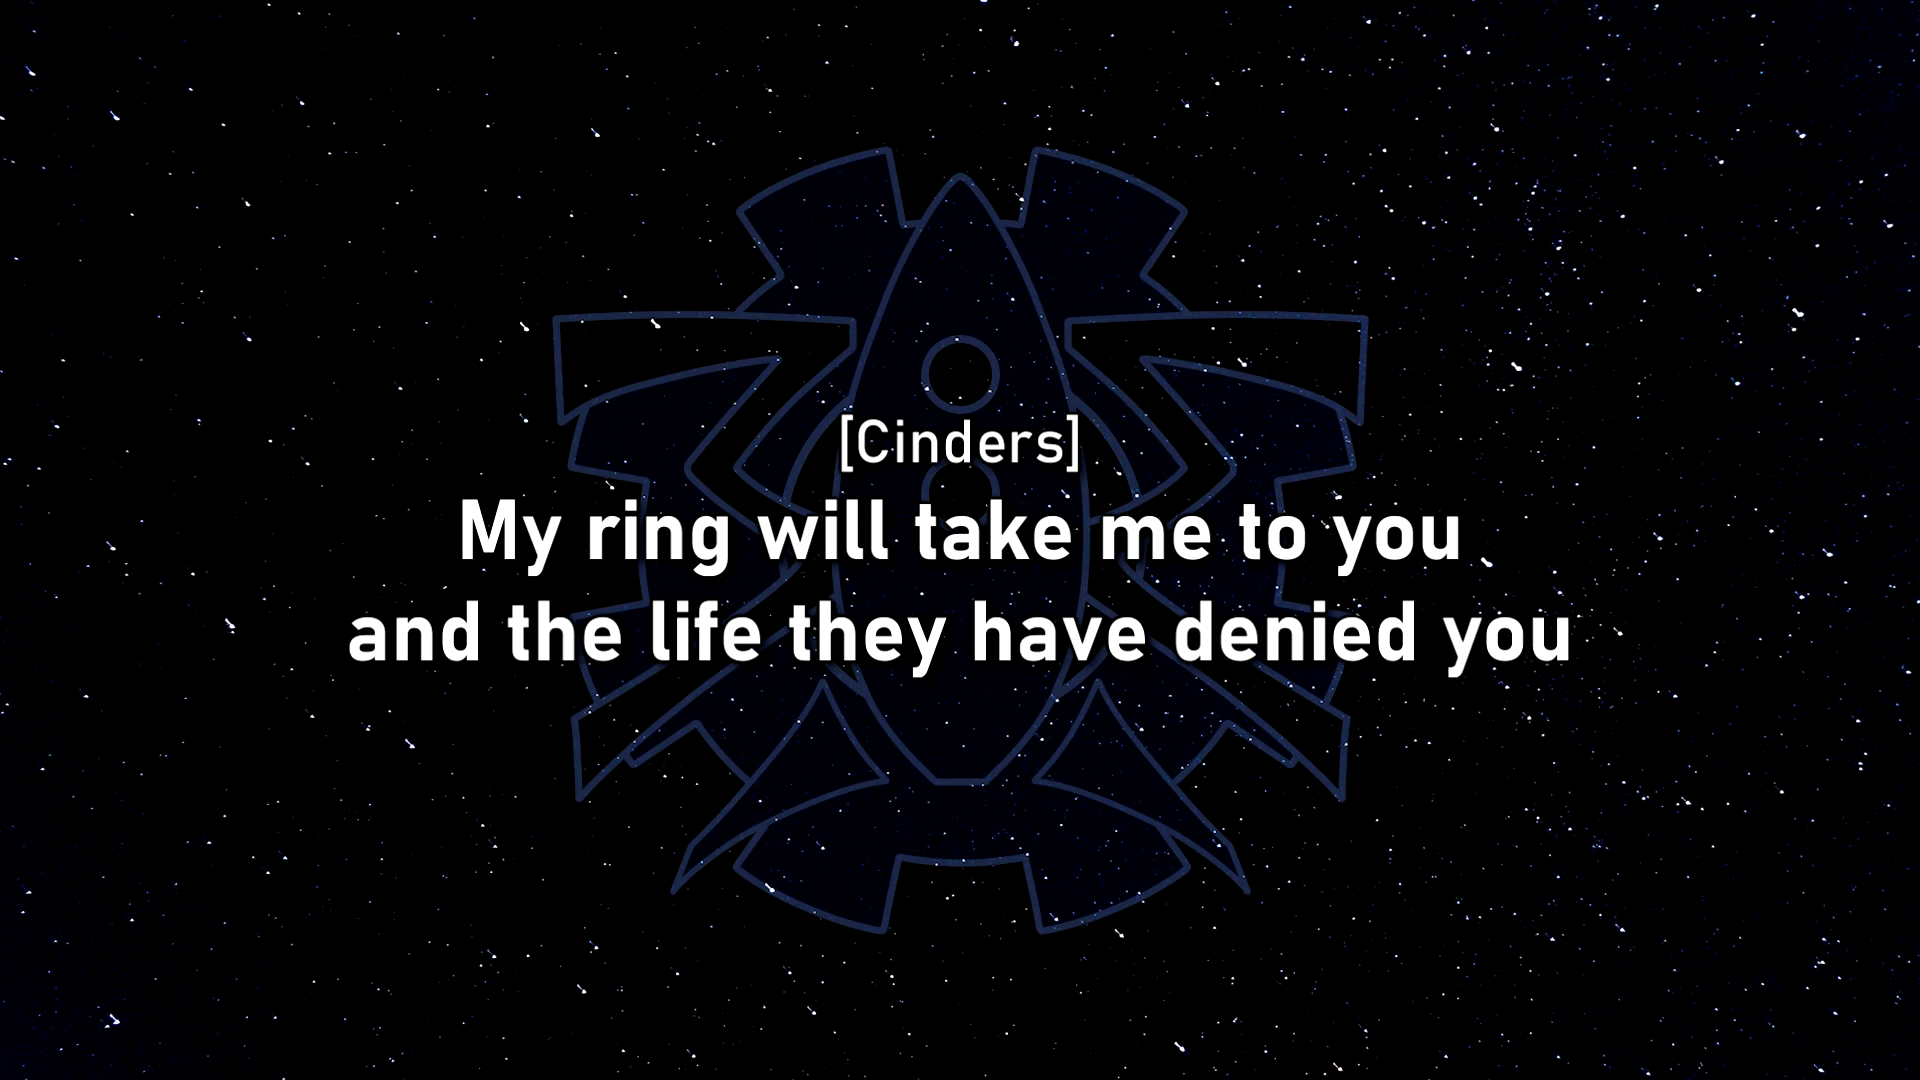 [Cinders]
My ring will take me to you
and the life they have denied you